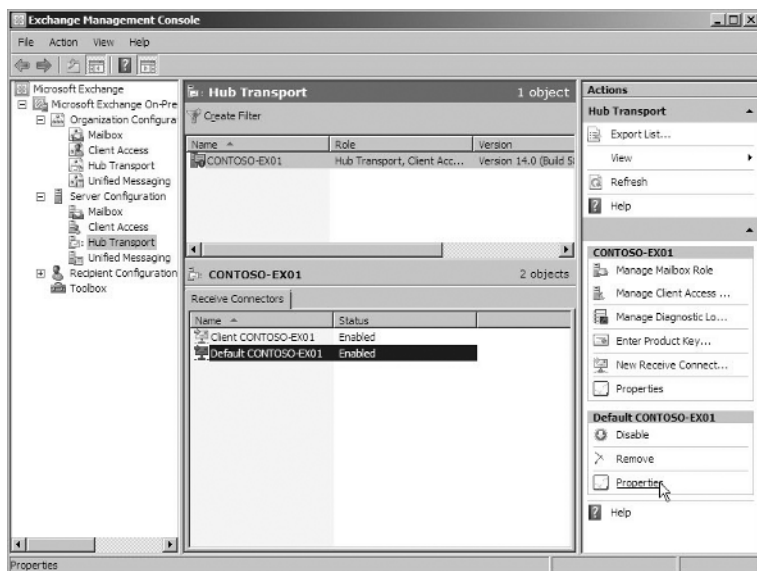 Exchange Management Console
File Action View Help
Microsoft Exchange
Microsoft Exchange On-Pre
Organization Configura
Mailbox
Client Access
Hub Transport
Unified Messaging
Server Configuration
Mailbox
Client Access
Hub Transport
Unified Messaging
Recipient Configuration
Toolbox
Hub Transport 1 object
Create Filter
Name Role Version
CONTOSO-EX01 Hub Transport, Client Acc... Version 14.0 (Build
CONTOSO-EX01 2 objects
Receive Connectors
Name Status
Client CONTOSO-EX01 Enabled
Default CONTOSO-EX01 Enabled
Actions
Hub Transport
Export List...
View
Refresh
Help
CONTOSO-EX01
Manage Mailbox Role
Manage Client Access ...
Manage Diagnostic Lo...
Enter Product Key...
New Receive Connect...
Properties
Default CONTOSO-EX01
Disable
Remove
Properties
Help
Properties